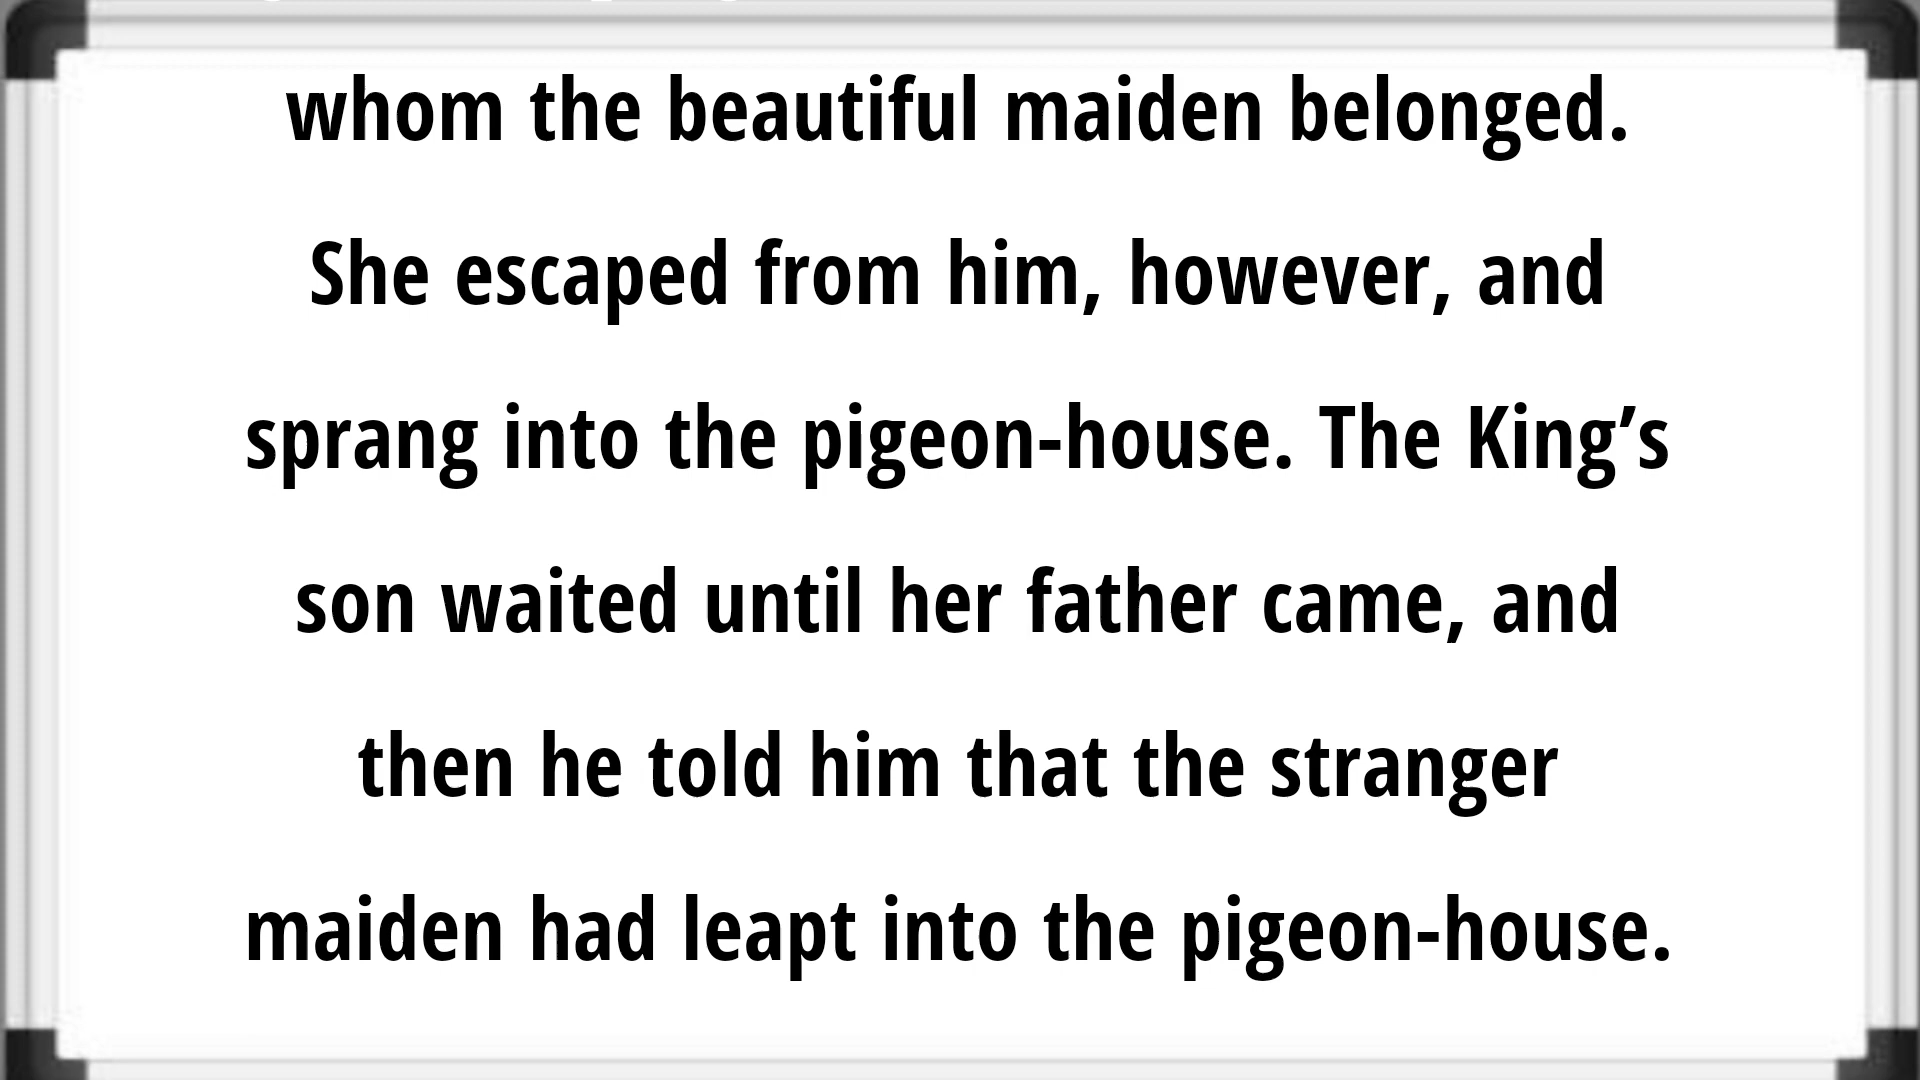 whom the beautiful maiden belonged.
She escaped from him, however, and
sprang into the pigeon-house. The King’s
son waited until her father came, and
then he told him that the stranger
maiden had leapt into the pigeon-house.